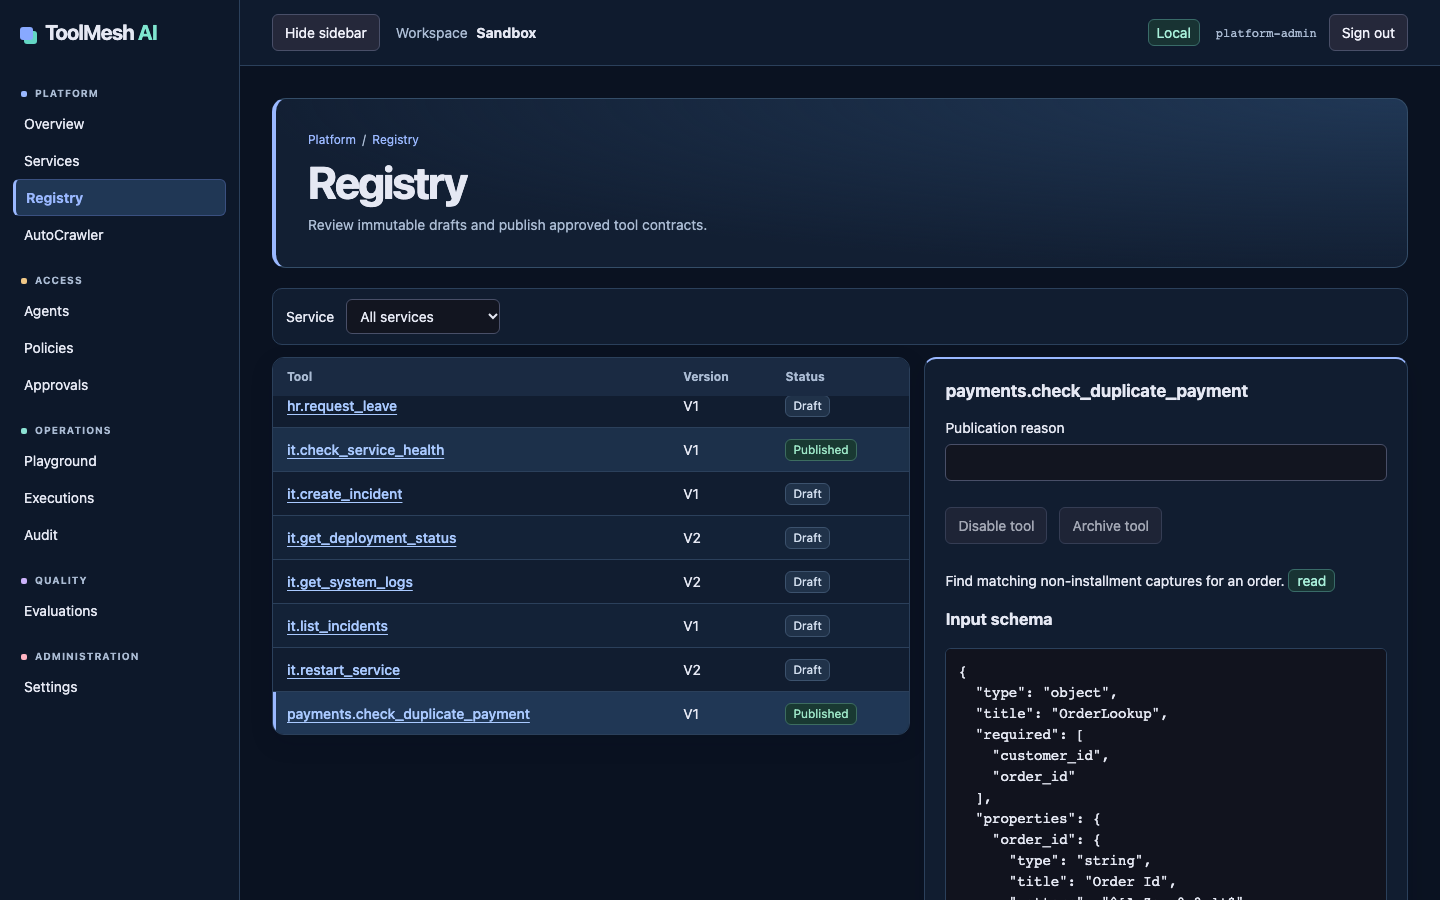 ToolMesh AI
PLATFORM
Overview
Services
Registry
AutoCrawler
ACCESS
Agents
Policies
Approvals
OPERATIONS
Playground
Executions
Audit
QUALITY
Evaluations
ADMINISTRATION
Settings
Hide sidebar
Workspace Sandbox
Local
platform-admin
Sign out
Platform / Registry
Registry
Review immutable drafts and publish approved tool contracts.
Service
All services
Tool Version Status
hr.request_leave V1 Draft
it.check_service_health V1 Published
it.create_incident V1 Draft
it.get_deployment_status V2 Draft
it.get_system_logs V2 Draft
it.list_incidents V1 Draft
it.restart_service V2 Draft
payments.check_duplicate_payment V1 Published
payments.check_duplicate_payment
Publication reason
Disable tool
Archive tool
Find matching non-installment captures for an order. read
Input schema
{
"type": "object",
"title": "OrderLookup",
"required": [
"customer_id",
"order_id"
],
"properties": {
"order_id": {
"type": "string",
"title": "Order Id",